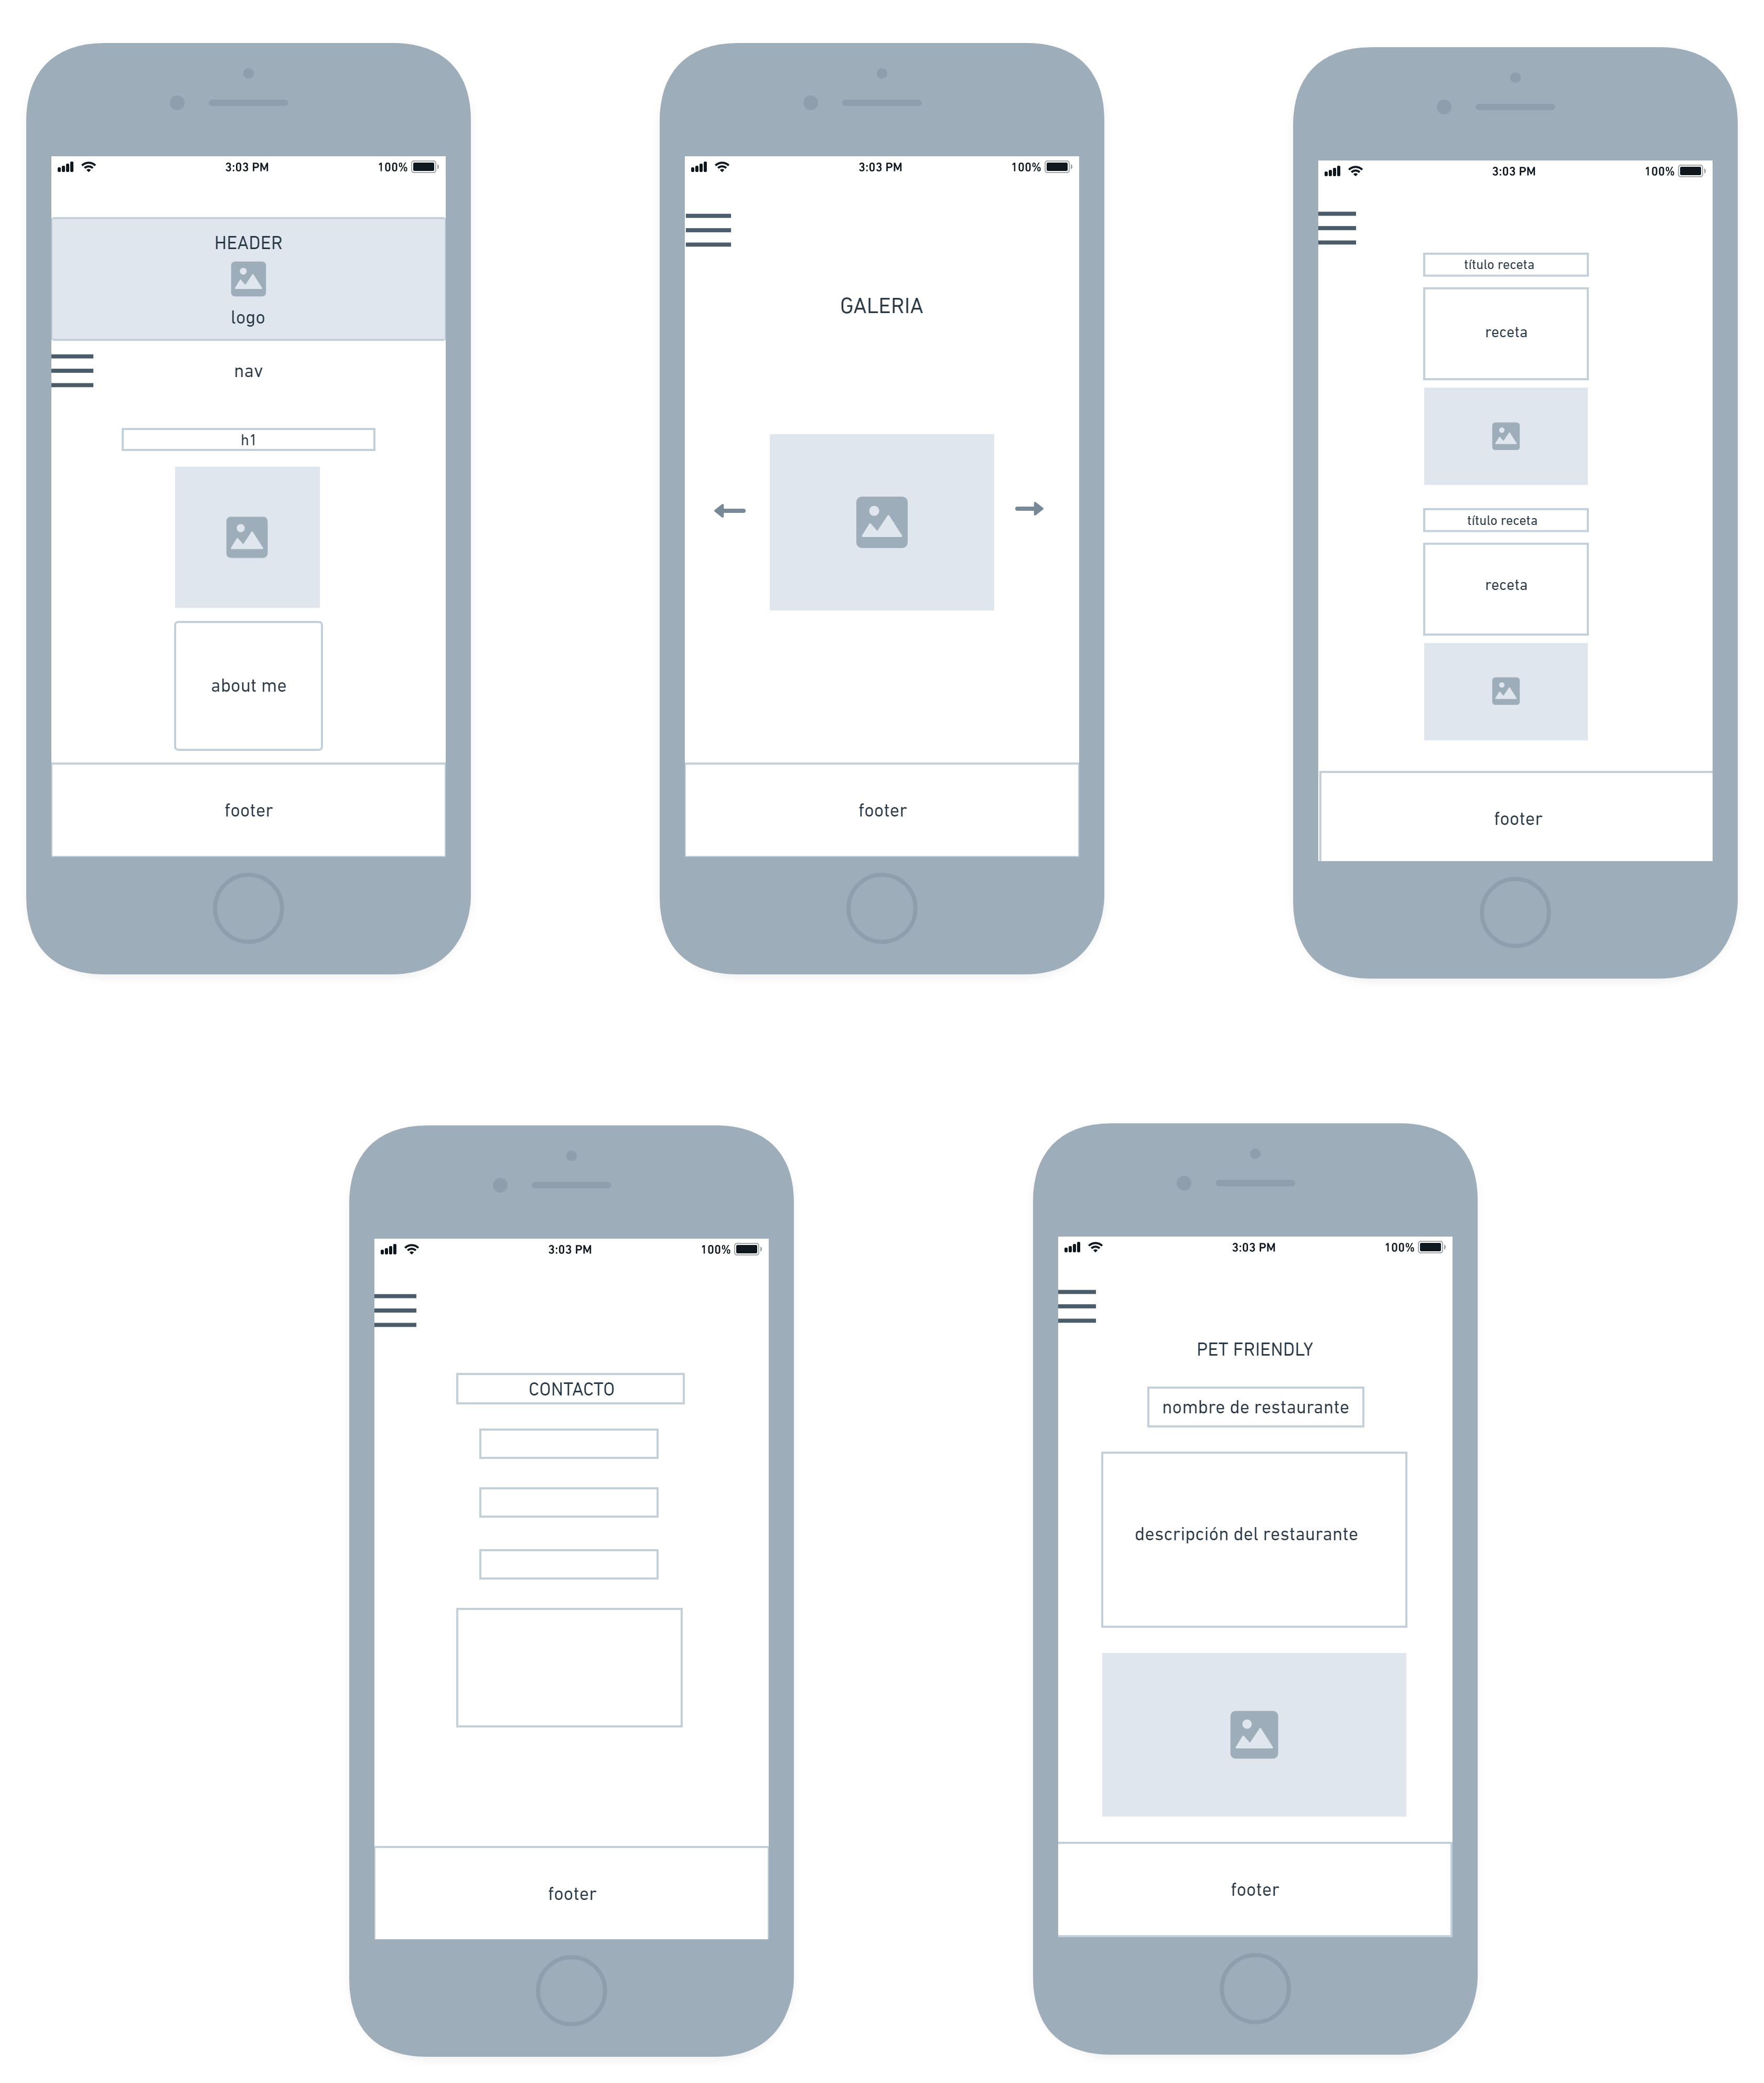 3:03 PM
100%
HEADER
logo
nav
h1
about me
footer
3:03 PM
100%
GALERIA
footer
3:03 PM
100%
título receta
receta
título receta
receta
footer
3:03 PM
100%
CONTACTO
footer
3:03 PM
100%
PET FRIENDLY
nombre de restaurante
descripción del restaurante
footer